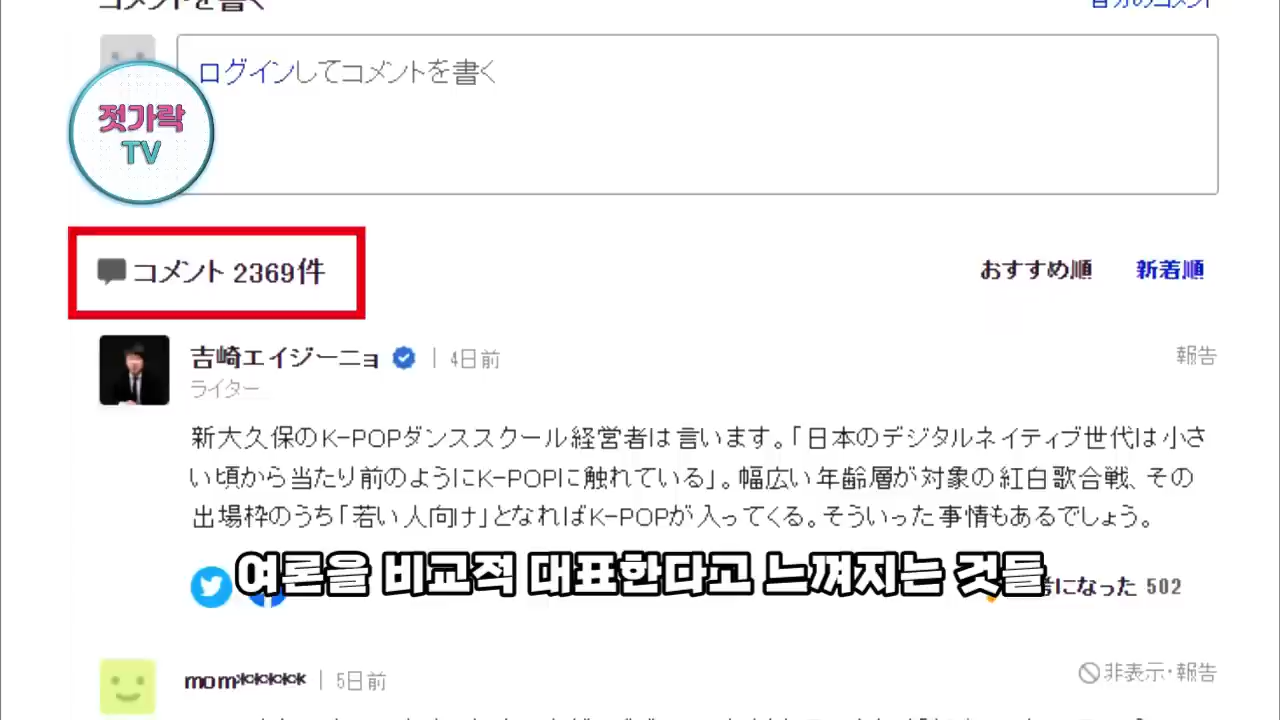 コメントを書く
自分のコメント
ログインしてコメントを書く
젓가락
TV
コメント 2369件
おすすめ順 新着順
吉崎エイジーニョ | 4日前 報告
ライター
新大久保のK-POPダンススクール経営者は言います。「日本のデジタルネイティブ世代は小さ
い頃から当たり前のようにK-POPに触れている」。幅広い年齢層が対象の紅白歌合戦、その
出場枠のうち「若い人向け」となればK-POPが入ってくる。そういった事情もあるでしょう。
여론을 비교적 대표한다고 느껴지는 것들
になった 502
mom***** | 5日前 非表示・報告